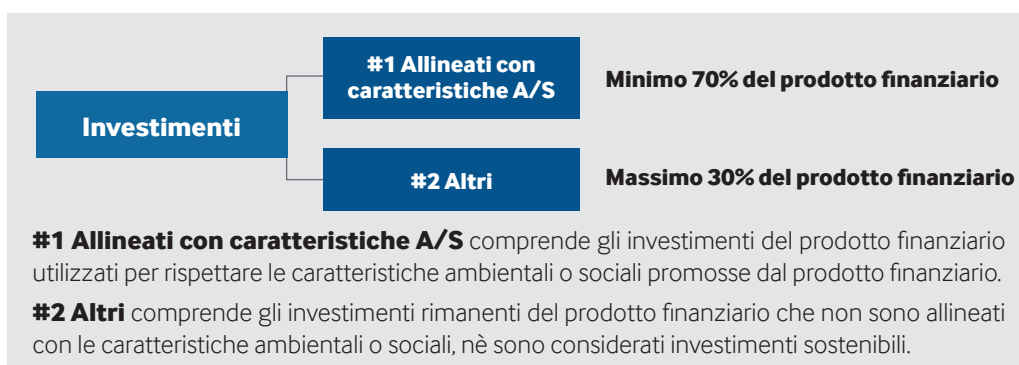 #1 Allineati con
caratteristiche A/S
Minimo 70% del prodotto finanziario
Investimenti
#2 Altri
Massimo 30% del prodotto finanziario
#1 Allineati con caratteristiche A/S comprende gli investimenti del prodotto finanziario
utilizzati per rispettare le caratteristiche ambientali o sociali promosse dal prodotto finanziario.
#2 Altri comprende gli investimenti rimanenti del prodotto finanziario che non sono allineati
con le caratteristiche ambientali o sociali, nè sono considerati investimenti sostenibili.